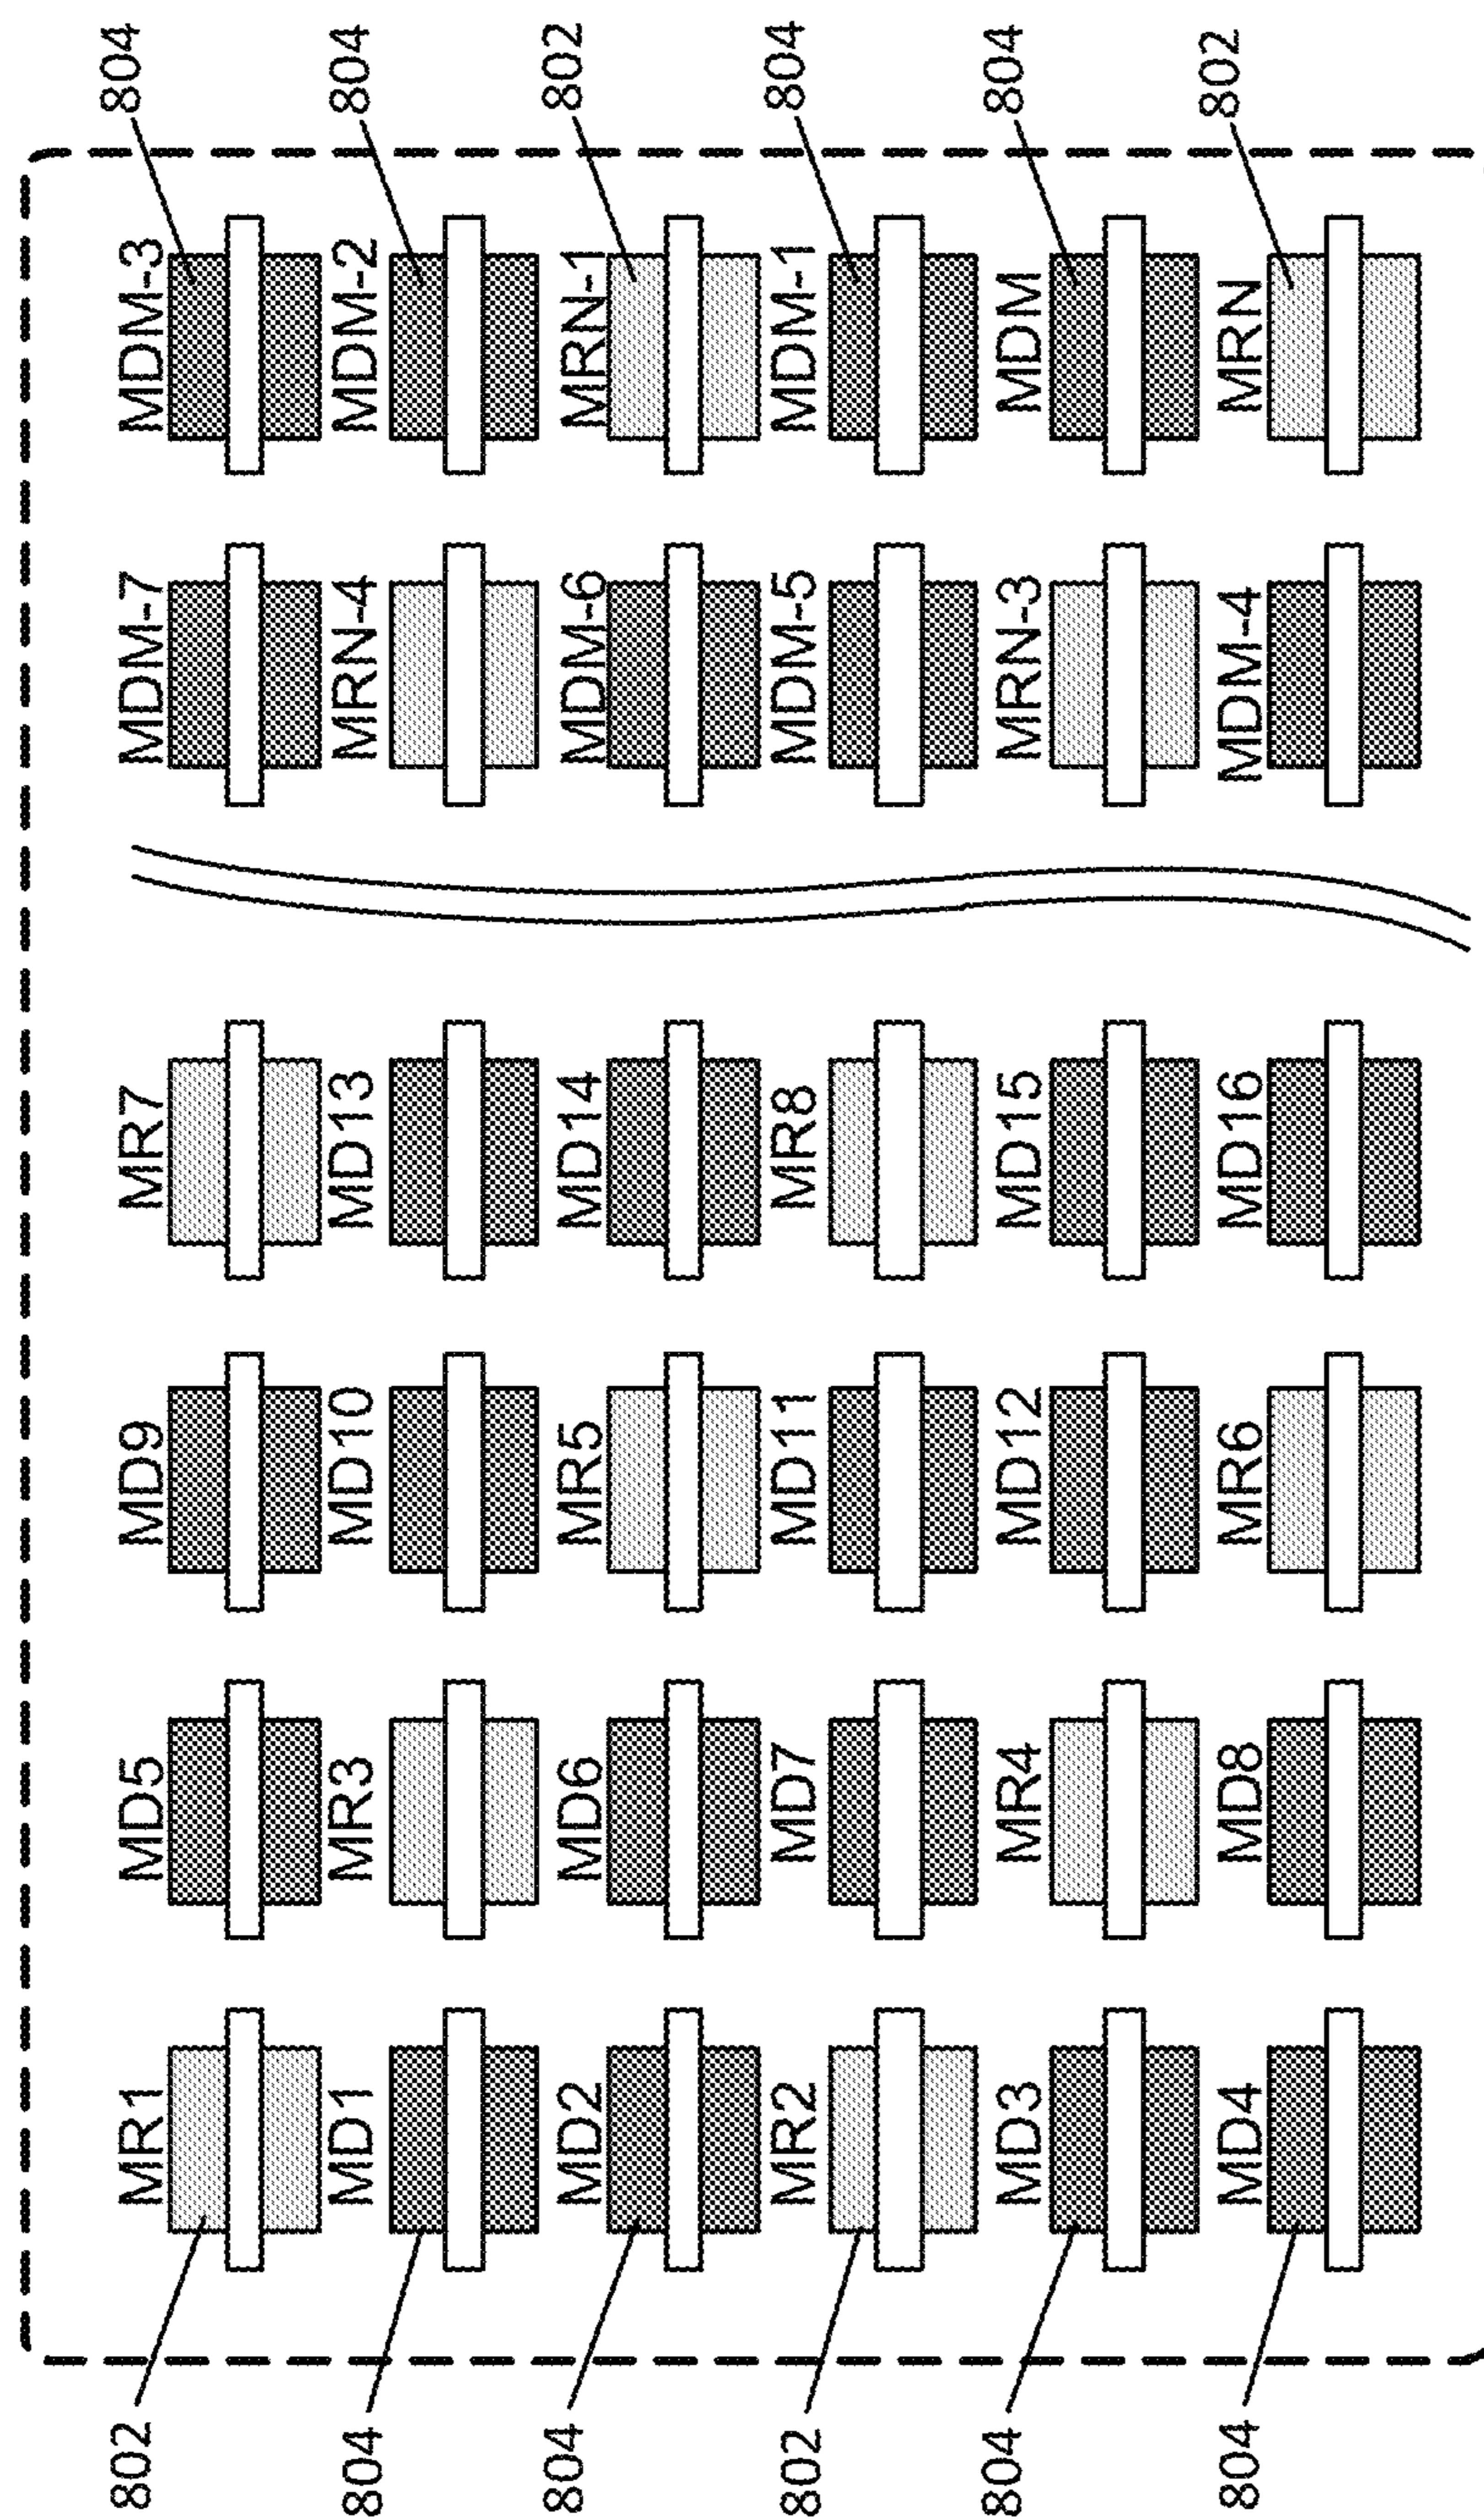 802 MR1 MD5 MD9 MR7 MDM-7 MDM-3 804
804 MD1 MR3 MD10 MD13 MRN-4 MDM-2 804
804 MD2 MD6 MR5 MD14 MDM-6 MRN-1 802
802 MR2 MD7 MD11 MR8 MDM-5 MDM-1 804
804 MD3 MR4 MD12 MD15 MRN-3 MDM 804
804 MD4 MD8 MR6 MD16 MDM-4 MRN 802